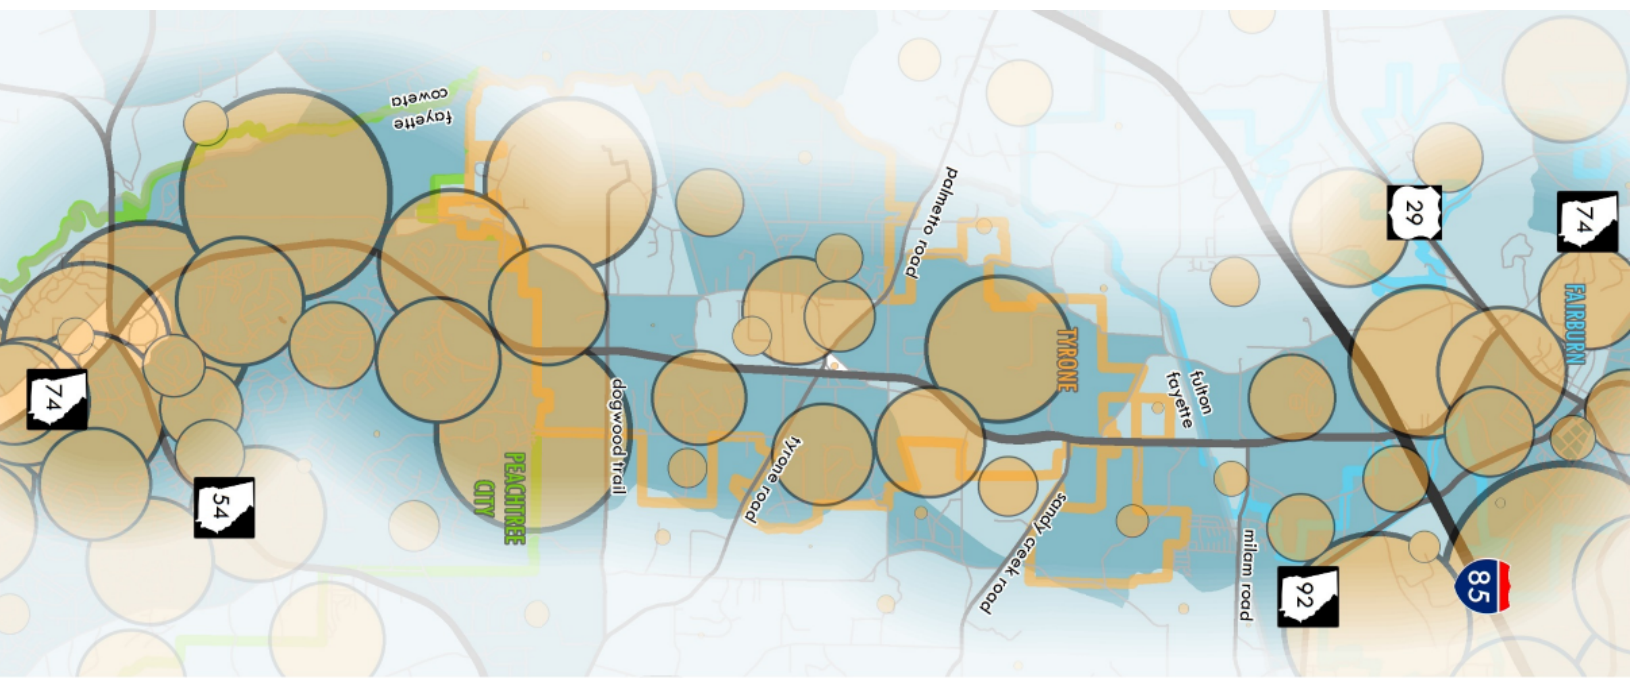 coweta
fayette
palmetto road
29
74
FAIRBURN
TYRONE
fulton
fayette
74
dogwood trail
PEACHTREE
CITY
54
tyrone road
sandy creek road
milam road
92
85